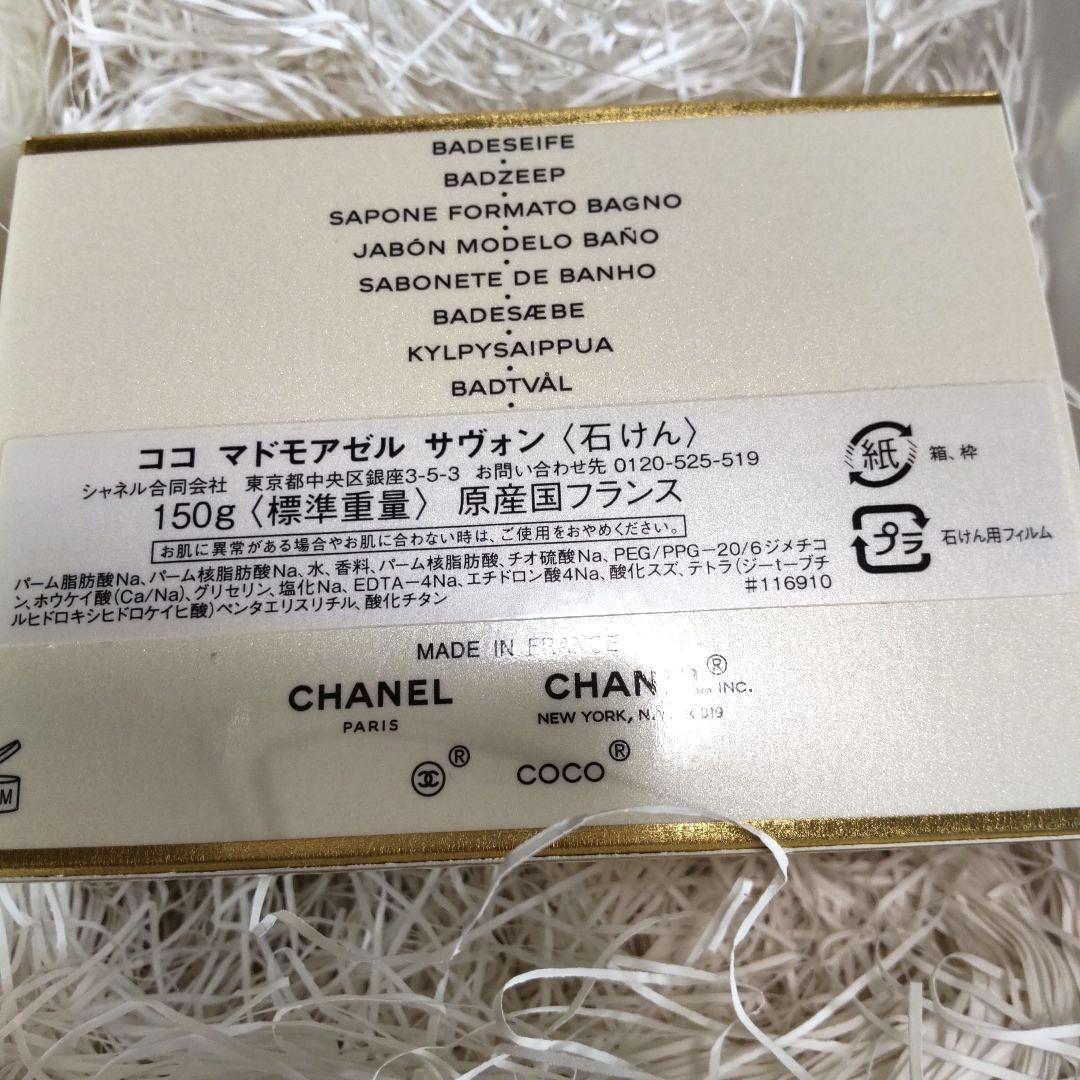 BADESEIFE
BADZEEP
SAPONE FORMATO BAGNO
JABÓN MODELO BAÑO
SABONETE DE BANHO
BADESÆBE
KYLPYSAIPPUA
BADTVÅL
ココ マドモアゼル サヴォン〈石けん〉
シャネル合同会社 東京都中央区銀座3-5-3 お問い合わせ先 0120-525-519
150g〈標準重量〉 原産国フランス
お肌に異常がある場合やお肌に合わない時は、ご使用をおやめください。
パーム脂肪酸Na、パーム核脂肪酸Na、水、香料、パーム核脂肪酸、チオ硫酸Na、PEG/PPG-20/6ジメチコ
ン、ホウケイ酸(Ca/Na)、グリセリン、塩化Na、EDTA-4Na、エチドロン酸4Na、酸化スズ、テトラ(ジーtーブチ
ルヒドロキシヒドロケイヒ酸)ペンタエリスリチル、酸化チタン
#116910
紙
箱、枠
プラ
石けん用フィルム
MADE IN FRANCE
CHANEL
PARIS
® INC.
NEW YORK,
M
®
COCO®